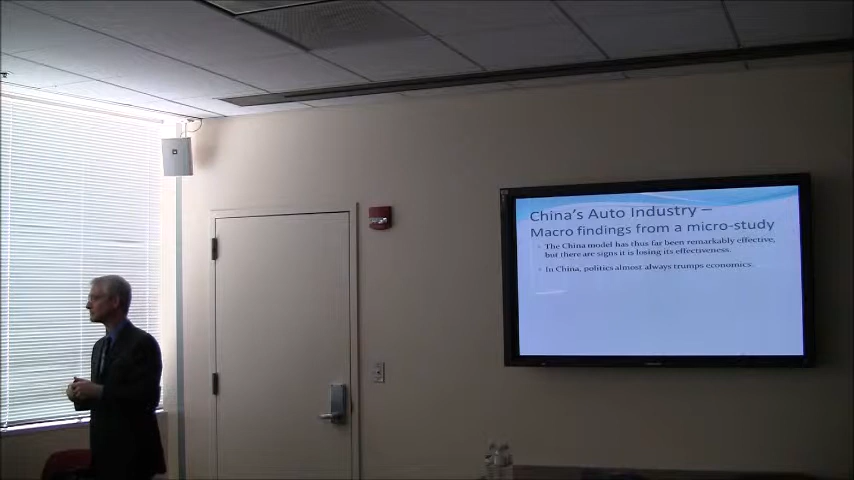 China's Auto Industry –
Macro findings from a micro-study
The China model has thus far been remarkably effective,
but there are signs it is losing its effectiveness.
In China, politics almost always trumps economics.